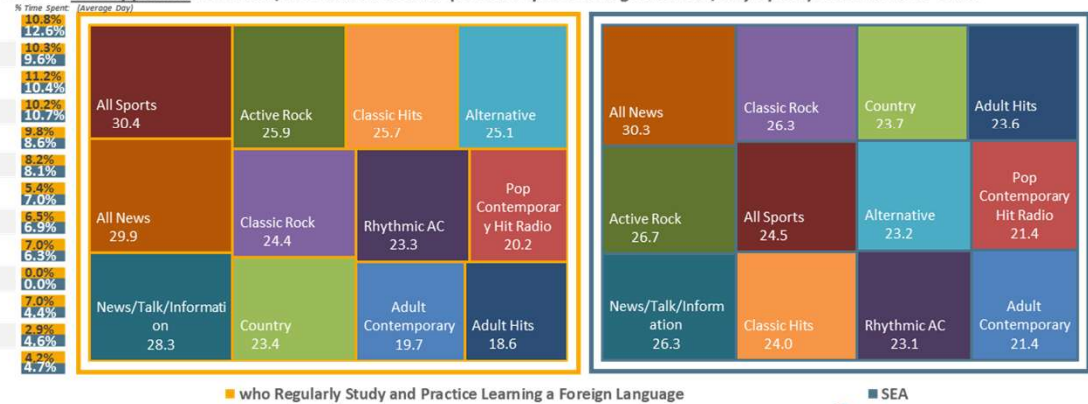 % Time Spent: (Average Day)
10.8%
12.6%
10.3%
9.6%
11.2%
10.4%
10.2%
10.7%
9.8%
8.6%
8.2%
8.1%
5.4%
7.0%
6.5%
6.9%
7.0%
6.3%
0.0%
0.0%
7.0%
4.4%
2.9%
4.6%
4.2%
4.7%
All Sports
30.4
Active Rock
25.9
Classic Hits
25.7
Alternative
25.1
All News
29.9
Classic Rock
24.4
Rhythmic AC
23.3
Pop
Contemporar
y Hit Radio
20.2
News/Talk/Informati
on
28.3
Country
23.4
Adult
Contemporary
19.7
Adult Hits
18.6
All News
30.3
Classic Rock
26.3
Country
23.7
Adult Hits
23.6
Active Rock
26.7
All Sports
24.5
Alternative
23.2
Pop
Contemporary
Hit Radio
21.4
News/Talk/Inform
ation
26.3
Classic Hits
24.0
Rhythmic AC
23.1
Adult
Contemporary
21.4
who Regularly Study and Practice Learning a Foreign Language
SEA